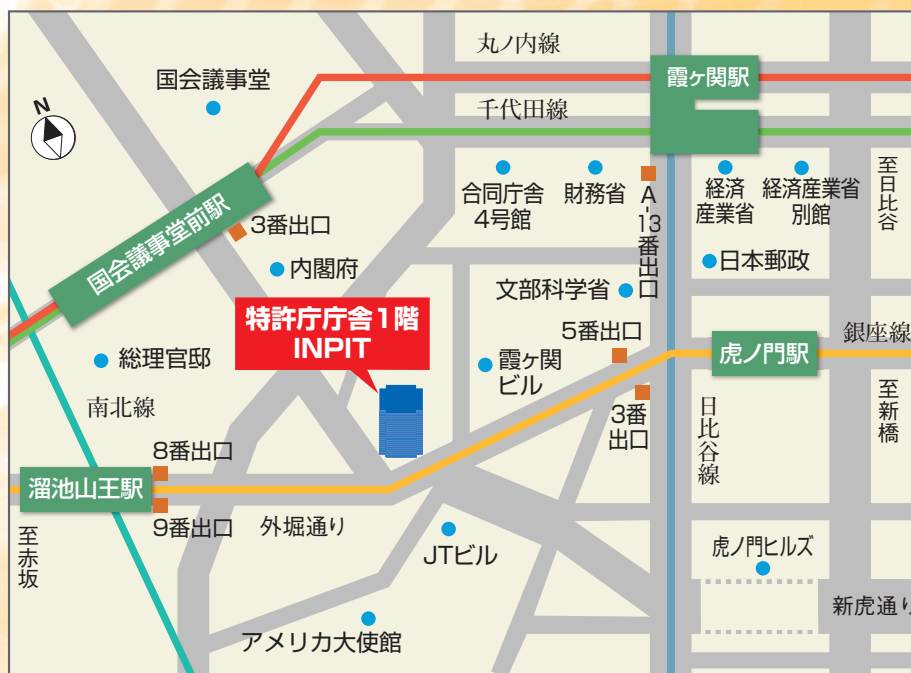 丸ノ内線
国会議事堂
霞ヶ関駅
N
千代田線
合同庁舎
4号館
財務省
A-13番出口
経済
産業省
経済産業省
別館
至日比谷
国会議事堂前駅
3番出口
内閣府
日本郵政
文部科学省
特許庁庁舎1階
INPIT
5番出口
銀座線
総理官邸
霞ヶ関
ビル
虎ノ門駅
南北線
3番
出口
日比谷線
至新橋
8番出口
溜池山王駅
9番出口
外堀通り
至赤坂
JTビル
虎ノ門ヒルズ
新虎通り
アメリカ大使館